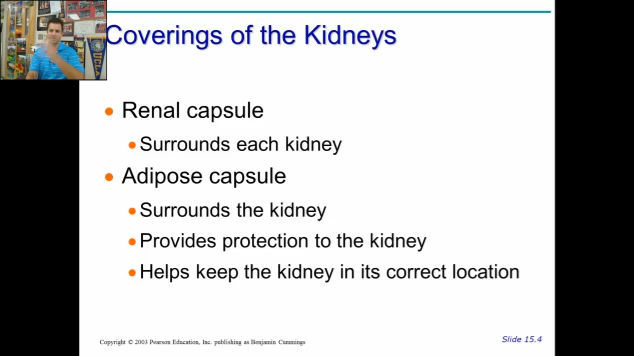 Coverings of the Kidneys
UCLA
• Renal capsule
• Surrounds each kidney
• Adipose capsule
• Surrounds the kidney
• Provides protection to the kidney
• Helps keep the kidney in its correct location
Copyright © 2003 Pearson Education, Inc. publishing as Benjamin Cummings
Slide 15.4